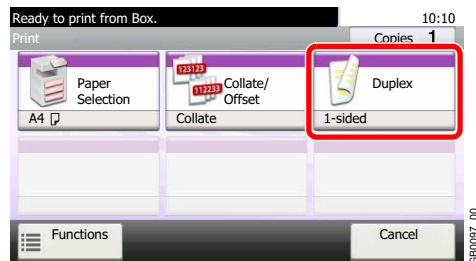 Ready to print from Box.
10:10
Print
Copies 1
Paper
Selection
A4
123123
112233
Collate/
Offset
Collate
Duplex
1-sided
Functions
Cancel
GB0097_00